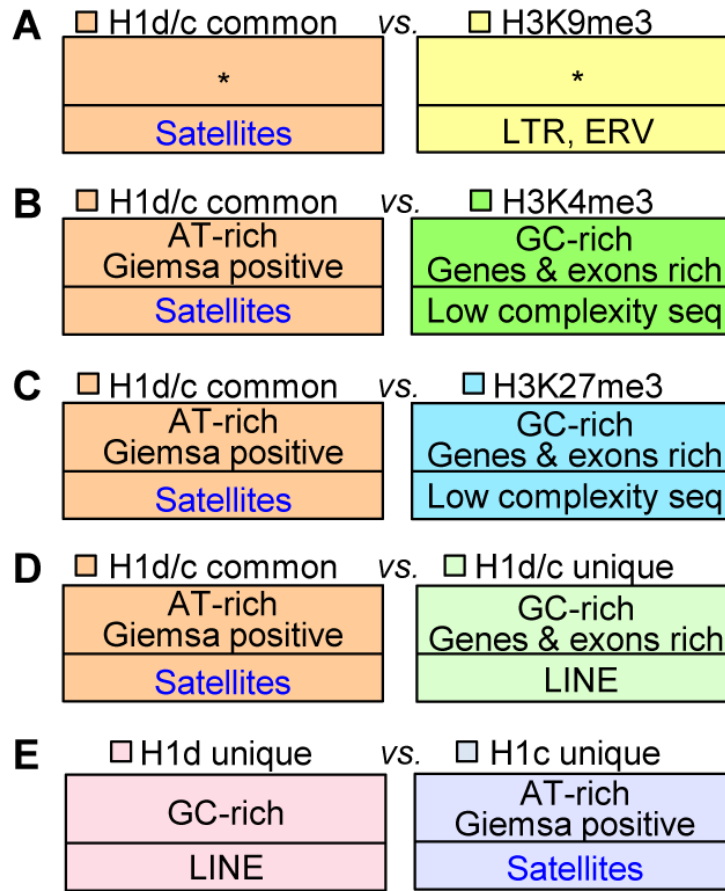 A H1d/c common vs. H3K9me3
* *
Satellites LTR, ERV
B H1d/c common vs. H3K4me3
AT-rich GC-rich
Giemsa positive Genes & exons rich
Satellites Low complexity seq
C H1d/c common vs. H3K27me3
AT-rich GC-rich
Giemsa positive Genes & exons rich
Satellites Low complexity seq
D H1d/c common vs. H1d/c unique
AT-rich GC-rich
Giemsa positive Genes & exons rich
Satellites LINE
E H1d unique vs. H1c unique
GC-rich AT-rich
Giemsa positive
LINE Satellites